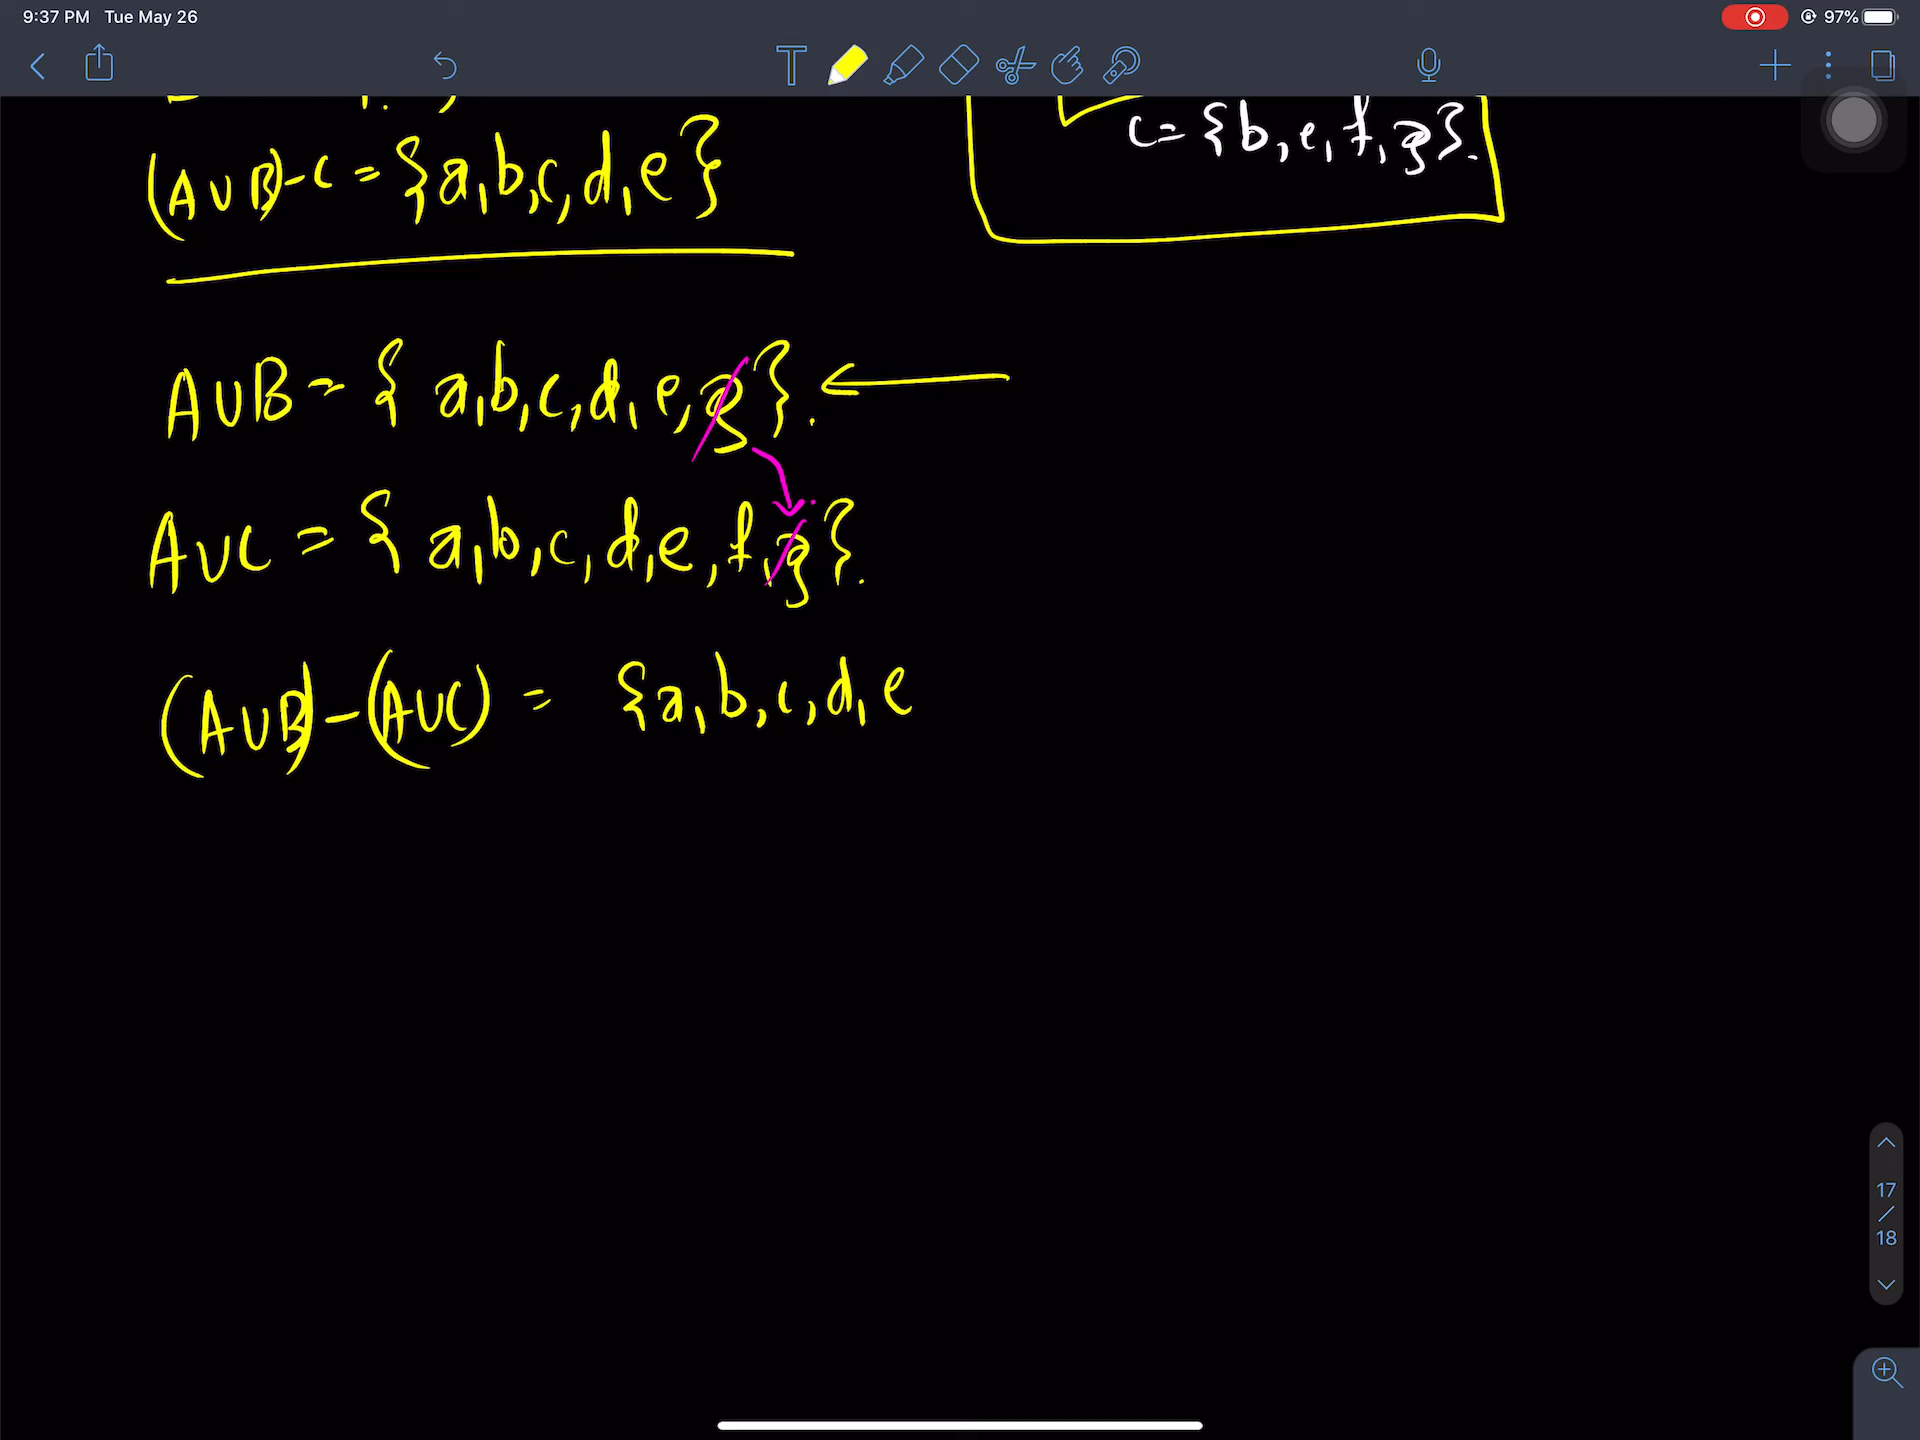 9:37 PM Tue May 26
97%
C = {b, e, f, g}.
(A∪B)-C = {a,b,c,d,e}
A∪B = { a,b,c,d,e,g}.
A∪C = { a,b,c,d,e,f,g}.
(A∪B)-(A∪C) = {a,b,c,d,e
17
/
18